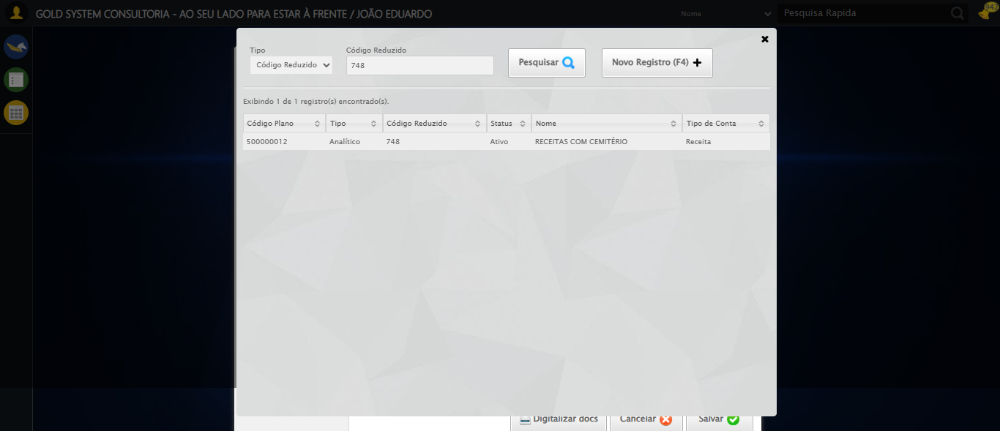 GOLD SYSTEM CONSULTORIA - AO SEU LADO PARA ESTAR À FRENTE / JOÃO EDUARDO
Nome
Pesquisa Rapida
942
Tipo
Código Reduzido
Código Reduzido
748
Pesquisar
Novo Registro (F4)
Exibindo 1 de 1 registro(s) encontrado(s).
Código Plano Tipo Código Reduzido Status Nome Tipo de Conta
500000012 Analítico 748 Ativo RECEITAS COM CEMITÉRIO Receita
Digitalizar docs Cancelar Salvar